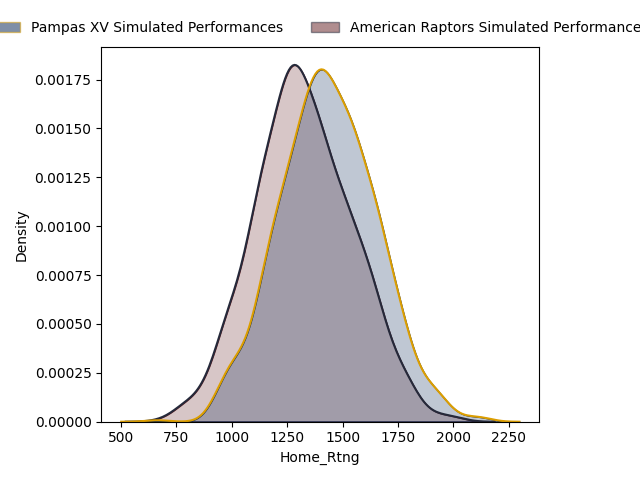 Pampas XV Simulated Performances American Raptors Simulated Performance
0.00175
0.00150
0.00125
0.00100
0.00075
0.00050
0.00025
0.00000
Density
500 750 1000 1250 1500 1750 2000 2250
Home_Rtng